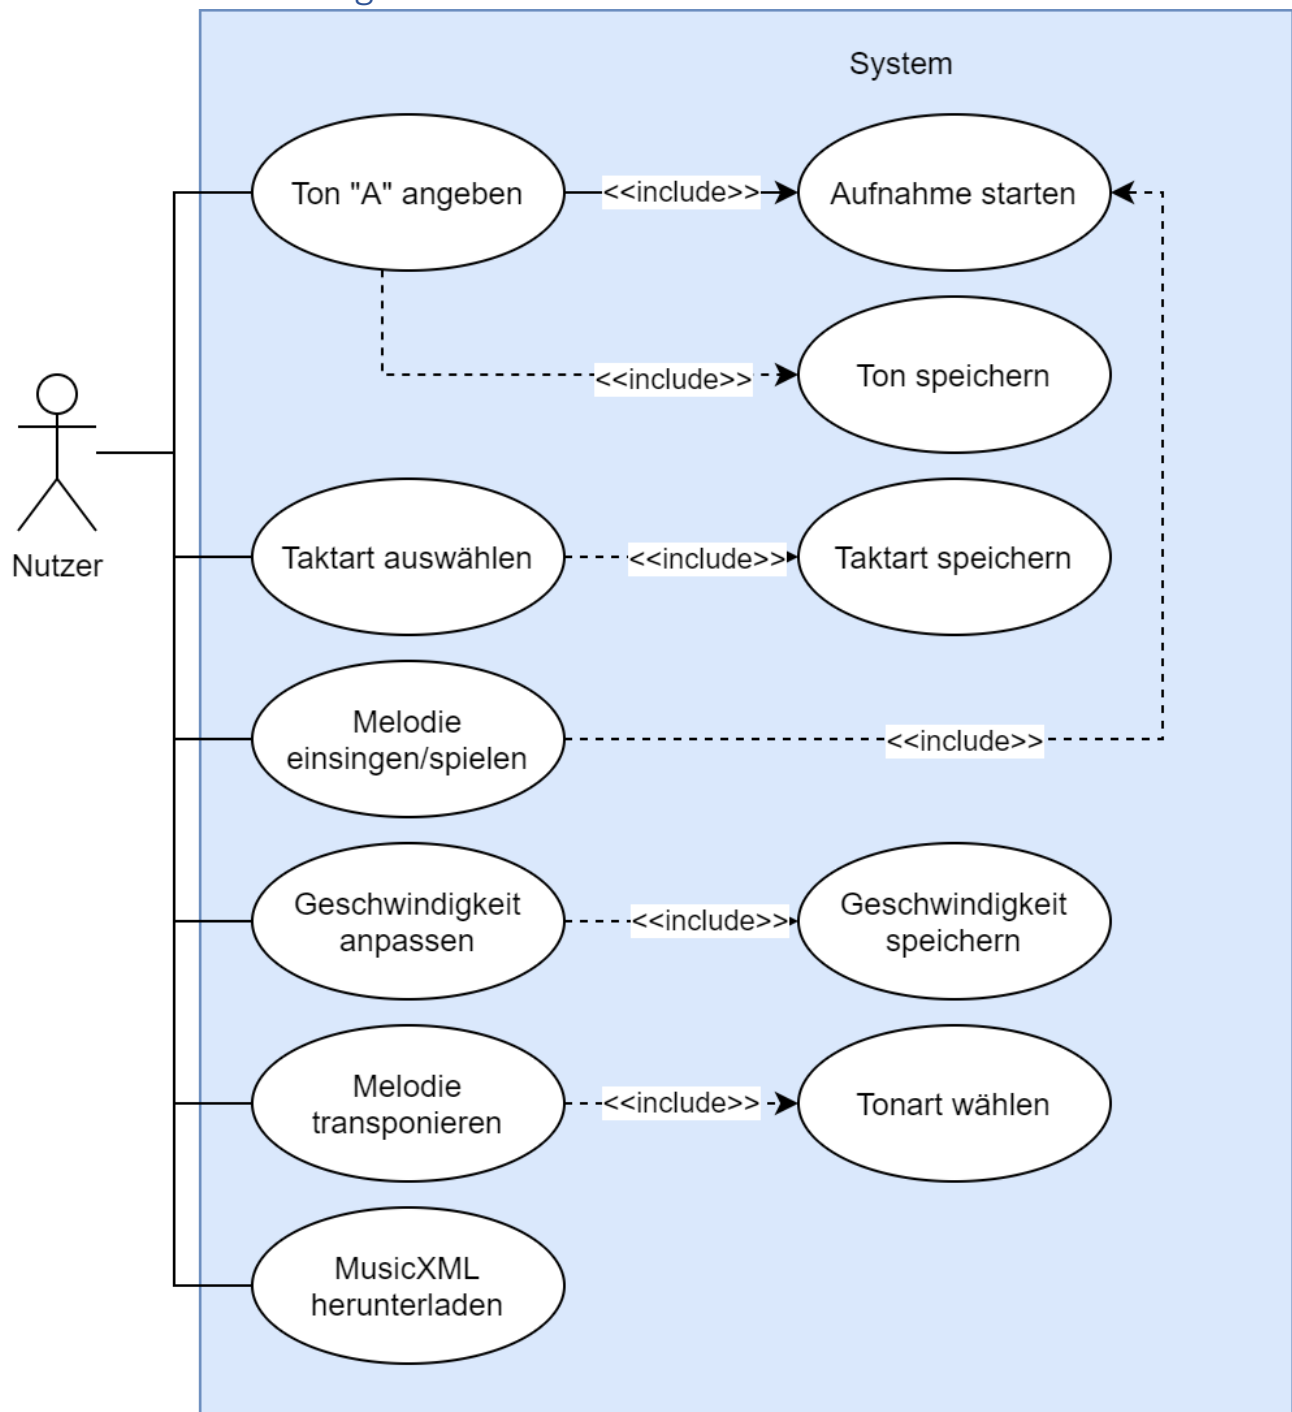 System
Ton "A" angeben
<<include>>
Aufnahme starten
<<include>>
Ton speichern
Nutzer
Taktart auswählen
<<include>>
Taktart speichern
Melodie
einsingen/spielen
<<include>>
Geschwindigkeit
anpassen
<<include>>
Geschwindigkeit
speichern
Melodie
transponieren
<<include>>
Tonart wählen
MusicXML
herunterladen